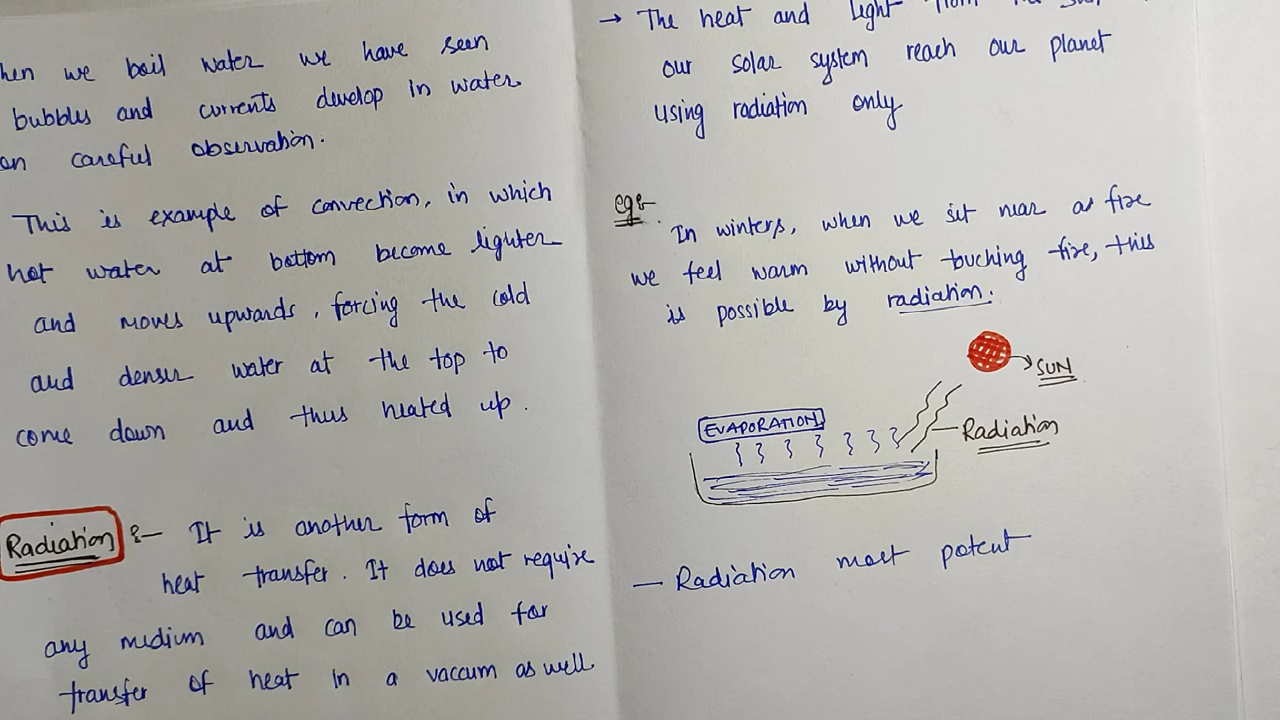 hen we boil water we have seen
bubbles and currents develop in water
on careful observation.
This is example of convection, in which
hot water at bottom become lighter
and moves upwards, forcing the cold
and denser water at the top to
come down and thus heated up.
Radiation :- It is another form of
heat transfer. It does not require
any medium and can be used for
transfer of heat in a vaccum as well.
→ The heat and light from
our solar system reach our planet
using radiation only
eg:-
In winters, when we sit near a fire
we feel warm without touching fire, this
is possible by radiation.
SUN
EVAPORATION
Radiation
- Radiation most potent